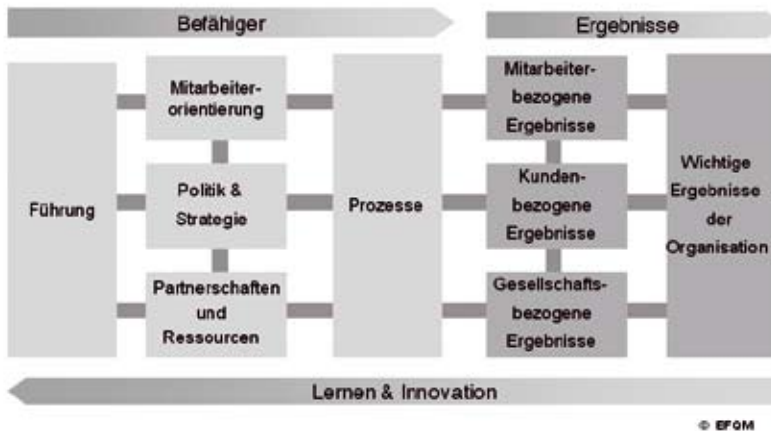 Befähiger
Ergebnisse
Führung
Mitarbeiter-
orientierung
Politik &
Strategie
Partnerschaften
und
Ressourcen
Prozesse
Mitarbeiter-
bezogene
Ergebnisse
Kunden-
bezogene
Ergebnisse
Gesellschafts-
bezogene
Ergebnisse
Wichtige
Ergebnisse
der
Organisation
Lernen & Innovation
© EFQM